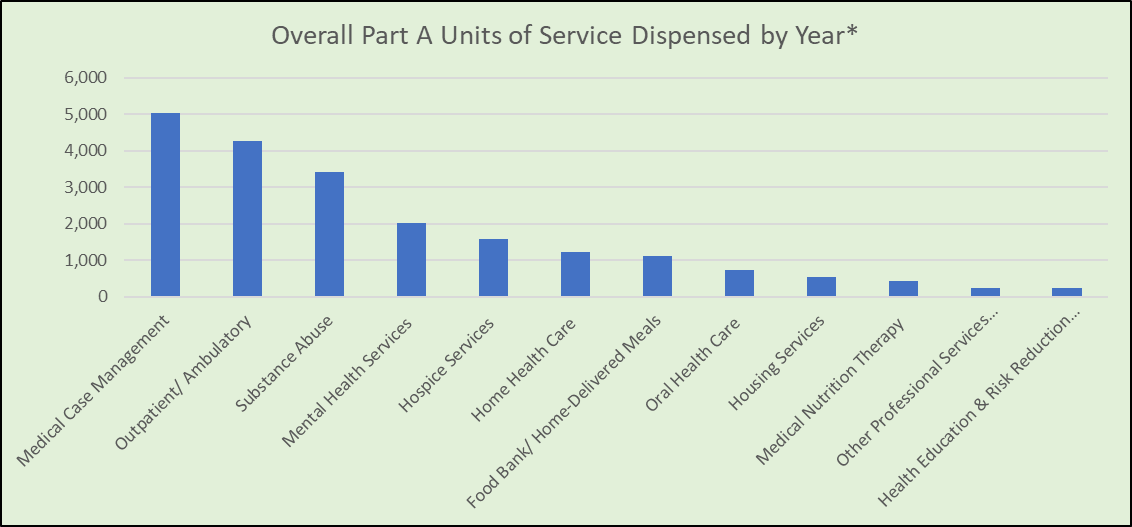 Overall Part A Units of Service Dispensed by Year*
6,000
5,000
4,000
3,000
2,000
1,000
0
Medical Case Management
Outpatient/ Ambulatory
Substance Abuse
Mental Health Services
Hospice Services
Home Health Care
Food Bank/ Home-Delivered Meals
Oral Health Care
Housing Services
Medical Nutrition Therapy
Other Professional Services...
Health Education & Risk Reduction...